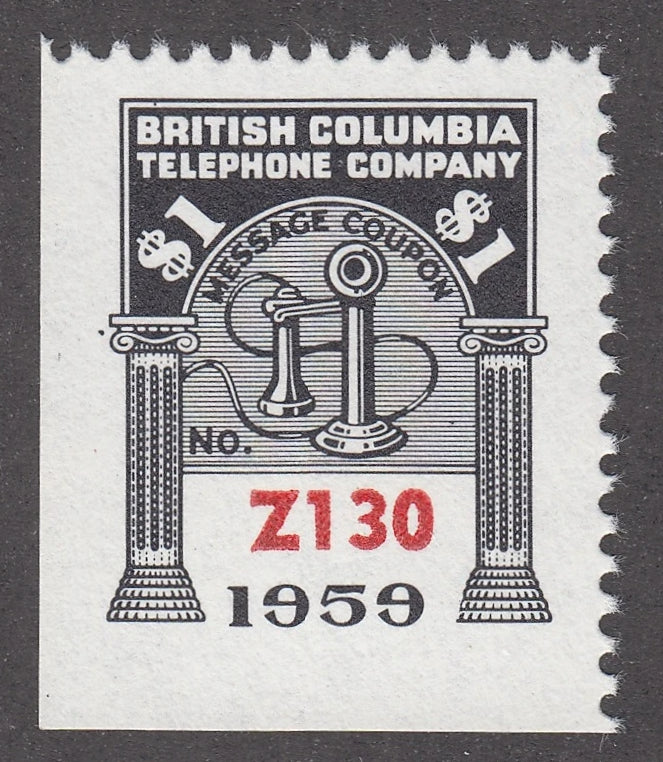 BRITISH COLUMBIA
TELEPHONE COMPANY
$1 $1
MESSAGE COUPON
No.
Z130
1959